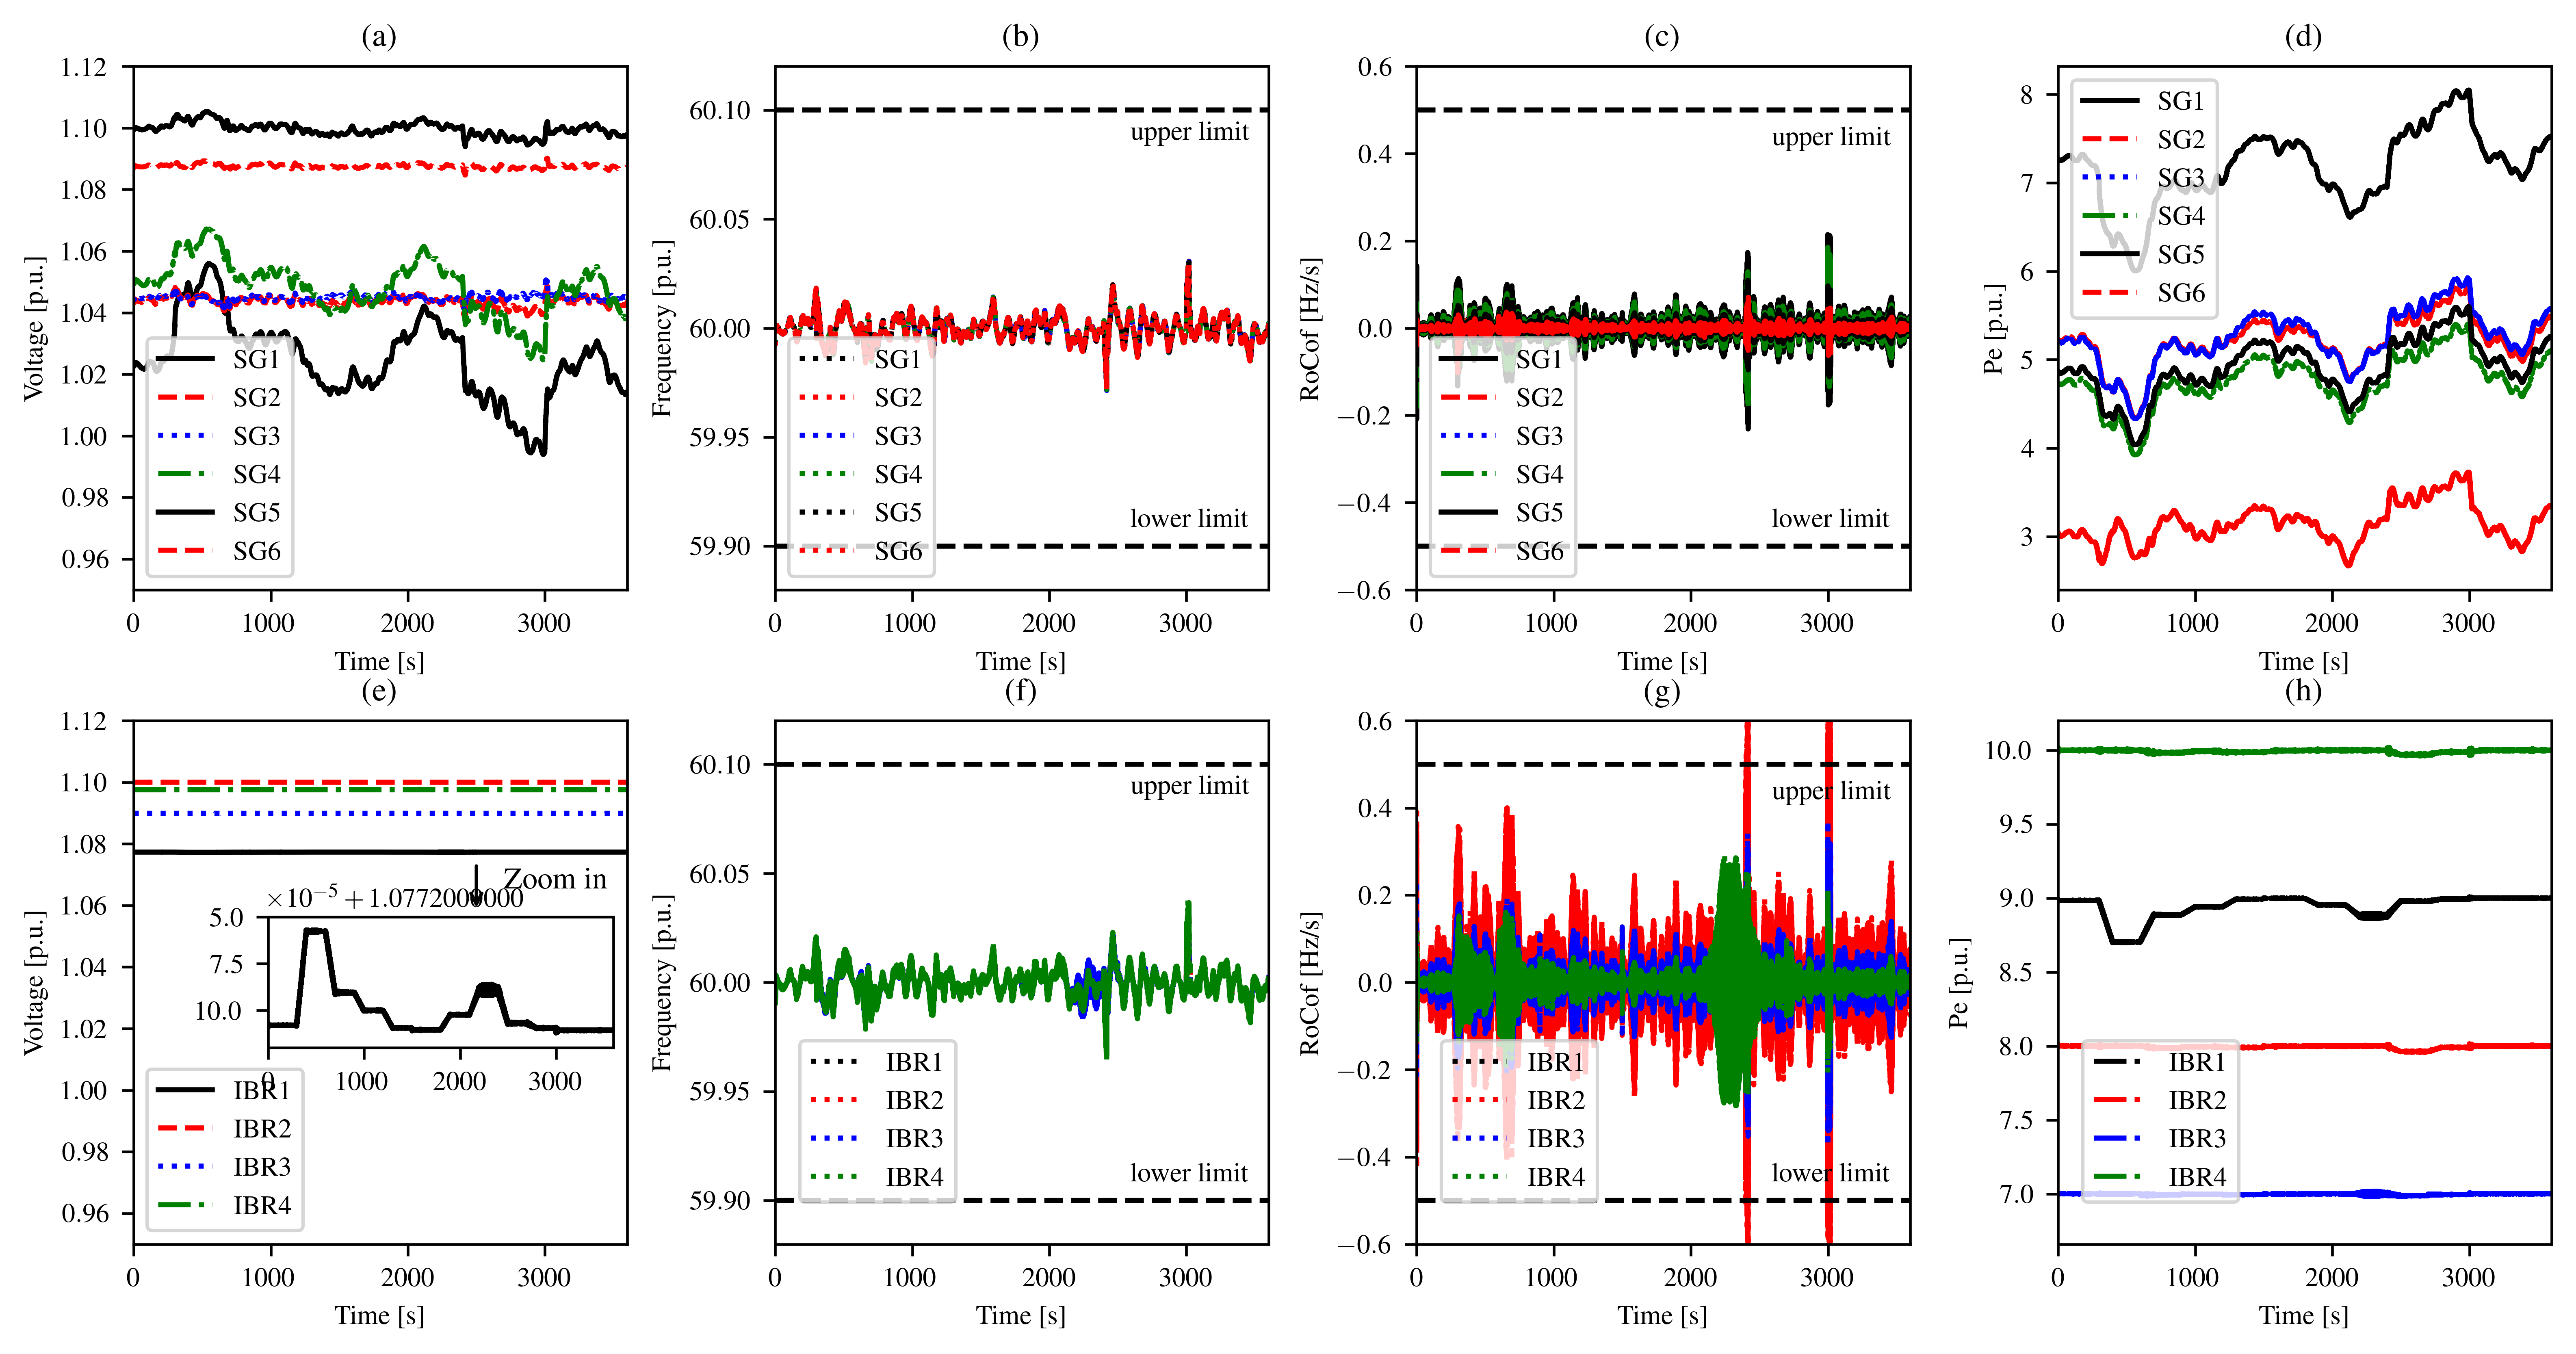 (a)
1.12
1.10
1.08
1.06
1.04
1.02
1.00
0.98
0.96
Voltage [p.u.]
SG1
SG2
SG3
SG4
SG5
SG6
0 1000 2000 3000
Time [s]
(b)
60.10
60.05
60.00
59.95
59.90
Frequency [p.u.]
upper limit
lower limit
SG1
SG2
SG3
SG4
SG5
SG6
0 1000 2000 3000
Time [s]
(c)
0.6
0.4
0.2
0.0
−0.2
−0.4
−0.6
RoCof [Hz/s]
upper limit
lower limit
SG1
SG2
SG3
SG4
SG5
SG6
0 1000 2000 3000
Time [s]
(d)
8
7
6
5
4
3
Pe [p.u.]
SG1
SG2
SG3
SG4
SG5
SG6
0 1000 2000 3000
Time [s]
(e)
1.12
1.10
1.08
1.06
1.04
1.02
1.00
0.98
0.96
Voltage [p.u.]
Zoom in
×10−5 + 1.0772000000
5.0
7.5
10.0
0 1000 2000 3000
IBR1
IBR2
IBR3
IBR4
0 1000 2000 3000
Time [s]
(f)
60.10
60.05
60.00
59.95
59.90
Frequency [p.u.]
upper limit
lower limit
IBR1
IBR2
IBR3
IBR4
0 1000 2000 3000
Time [s]
(g)
0.6
0.4
0.2
0.0
−0.2
−0.4
−0.6
RoCof [Hz/s]
upper limit
lower limit
IBR1
IBR2
IBR3
IBR4
0 1000 2000 3000
Time [s]
(h)
10.0
9.5
9.0
8.5
8.0
7.5
7.0
Pe [p.u.]
IBR1
IBR2
IBR3
IBR4
0 1000 2000 3000
Time [s]